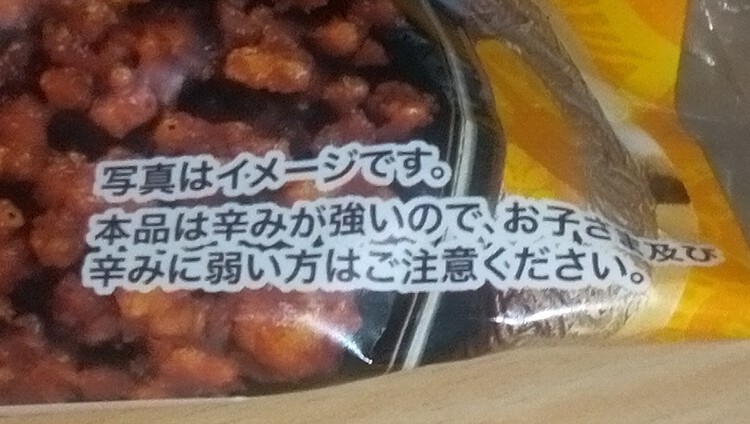 写真はイメージです。
本品は辛みが強いので、お子さま及び
辛みに弱い方はご注意ください。